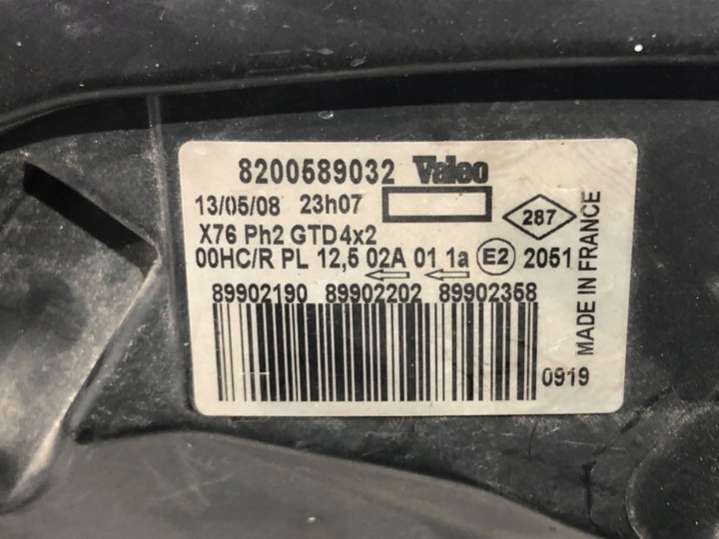 8200589032 Valeo
13/05/08 23h07
287
X76 Ph2 GTD4x2
00HC/R PL 12,5 02A 01 1a E2 2051
89902190 89902202 89902358
0919
MADE IN FRANCE